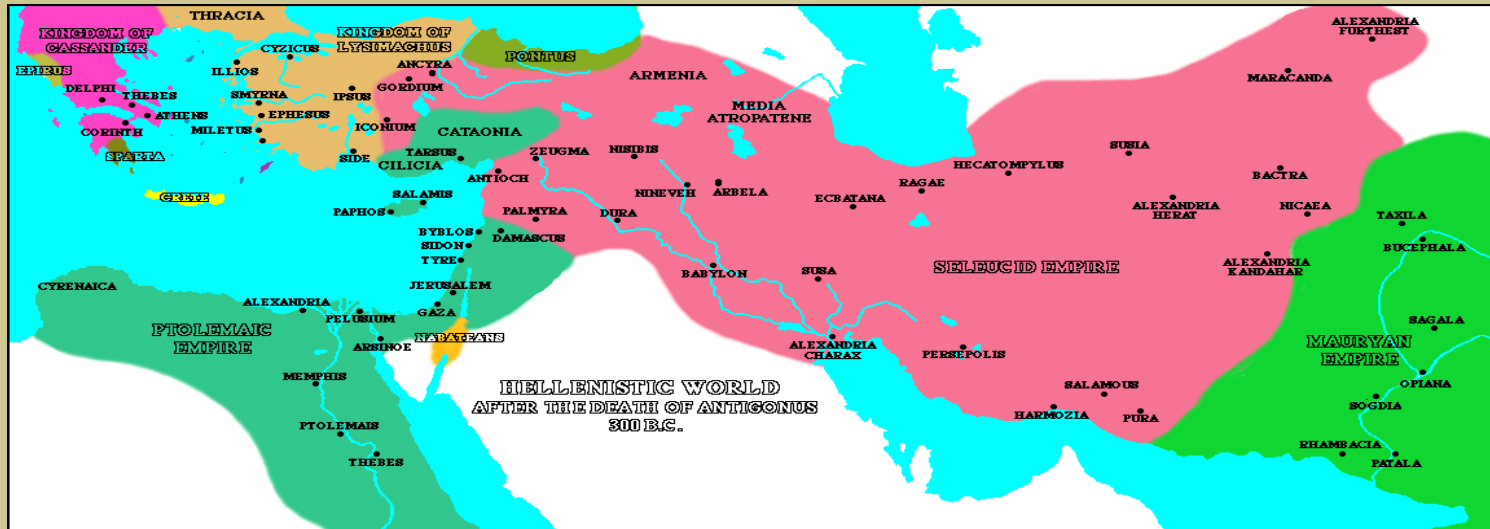 THRACIA
KINGDOM OF
CASSANDER
KINGDOM OF
LYSIMACHUS
CYZICUS
PONTUS
EPIRUS
ILLIOS
ANCYRA
GORDIUM
ARMENIA
ALEXANDRIA
FURTHEST
MARACANDA
DELPHI
THEBES
SMYRNA
IPSUS
MEDIA
ATROPATENE
ATHENS
EPHESUS
CORINTH
MILETUS
ICONIUM
CATAONIA
SPARTA
SIDE
TARSUS
CILICIA
ZEUGMA
NISIBIS
SUSIA
HECATOMPYLUS
ANTIOCH
BACTRA
CRETE
SALAMIS
NINEVEH
ARBELA
RAGAE
ECBATANA
PAPHOS
PALMYRA
DURA
ALEXANDRIA
HERAT
NICAEA
TAXILA
BYBLOS
DAMASCUS
SIDON
BUCEPHALA
TYRE
BABYLON
SUSA
SELEUCID EMPIRE
ALEXANDRIA
KANDAHAR
CYRENAICA
JERUSALEM
ALEXANDRIA
PELUSIUM
GAZA
PTOLEMAIC
EMPIRE
ARSINOE
NABATEANS
ALEXANDRIA
CHARAX
PERSEPOLIS
SAGALA
MAURYAN
EMPIRE
MEMPHIS
HELLENISTIC WORLD
AFTER THE DEATH OF ANTIGONUS
300 B.C.
SALAMOUS
HARMOZIA
PURA
OPIANA
SOGDIA
PTOLEMAIS
THEBES
RHAMBACIA
PATALA